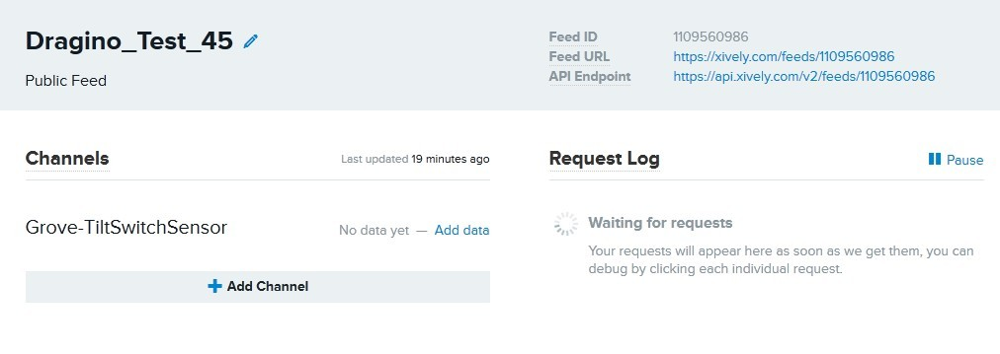 Dragino_Test_45
Public Feed
Feed ID 1109560986
Feed URL https://xively.com/feeds/1109560986
API Endpoint https://api.xively.com/v2/feeds/1109560986
Channels Last updated 19 minutes ago
Grove-TiltSwitchSensor No data yet — Add data
Add Channel
Request Log Pause
Waiting for requests
Your requests will appear here as soon as we get them, you can
debug by clicking each individual request.